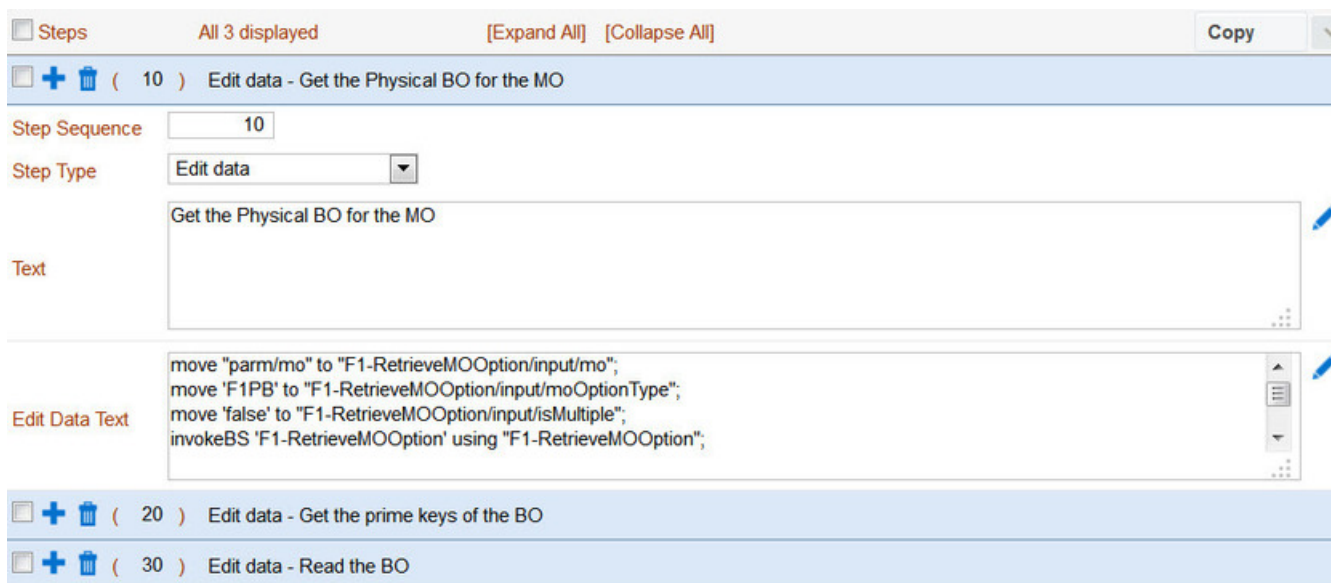 Steps All 3 displayed [Expand All] [Collapse All] Copy
( 10 ) Edit data - Get the Physical BO for the MO
Step Sequence 10
Step Type Edit data
Get the Physical BO for the MO
Text
move "parm/mo" to "F1-RetrieveMOOption/input/mo";
move 'F1PB' to "F1-RetrieveMOOption/input/moOptionType";
Edit Data Text move 'false' to "F1-RetrieveMOOption/input/isMultiple";
invokeBS 'F1-RetrieveMOOption' using "F1-RetrieveMOOption";
( 20 ) Edit data - Get the prime keys of the BO
( 30 ) Edit data - Read the BO